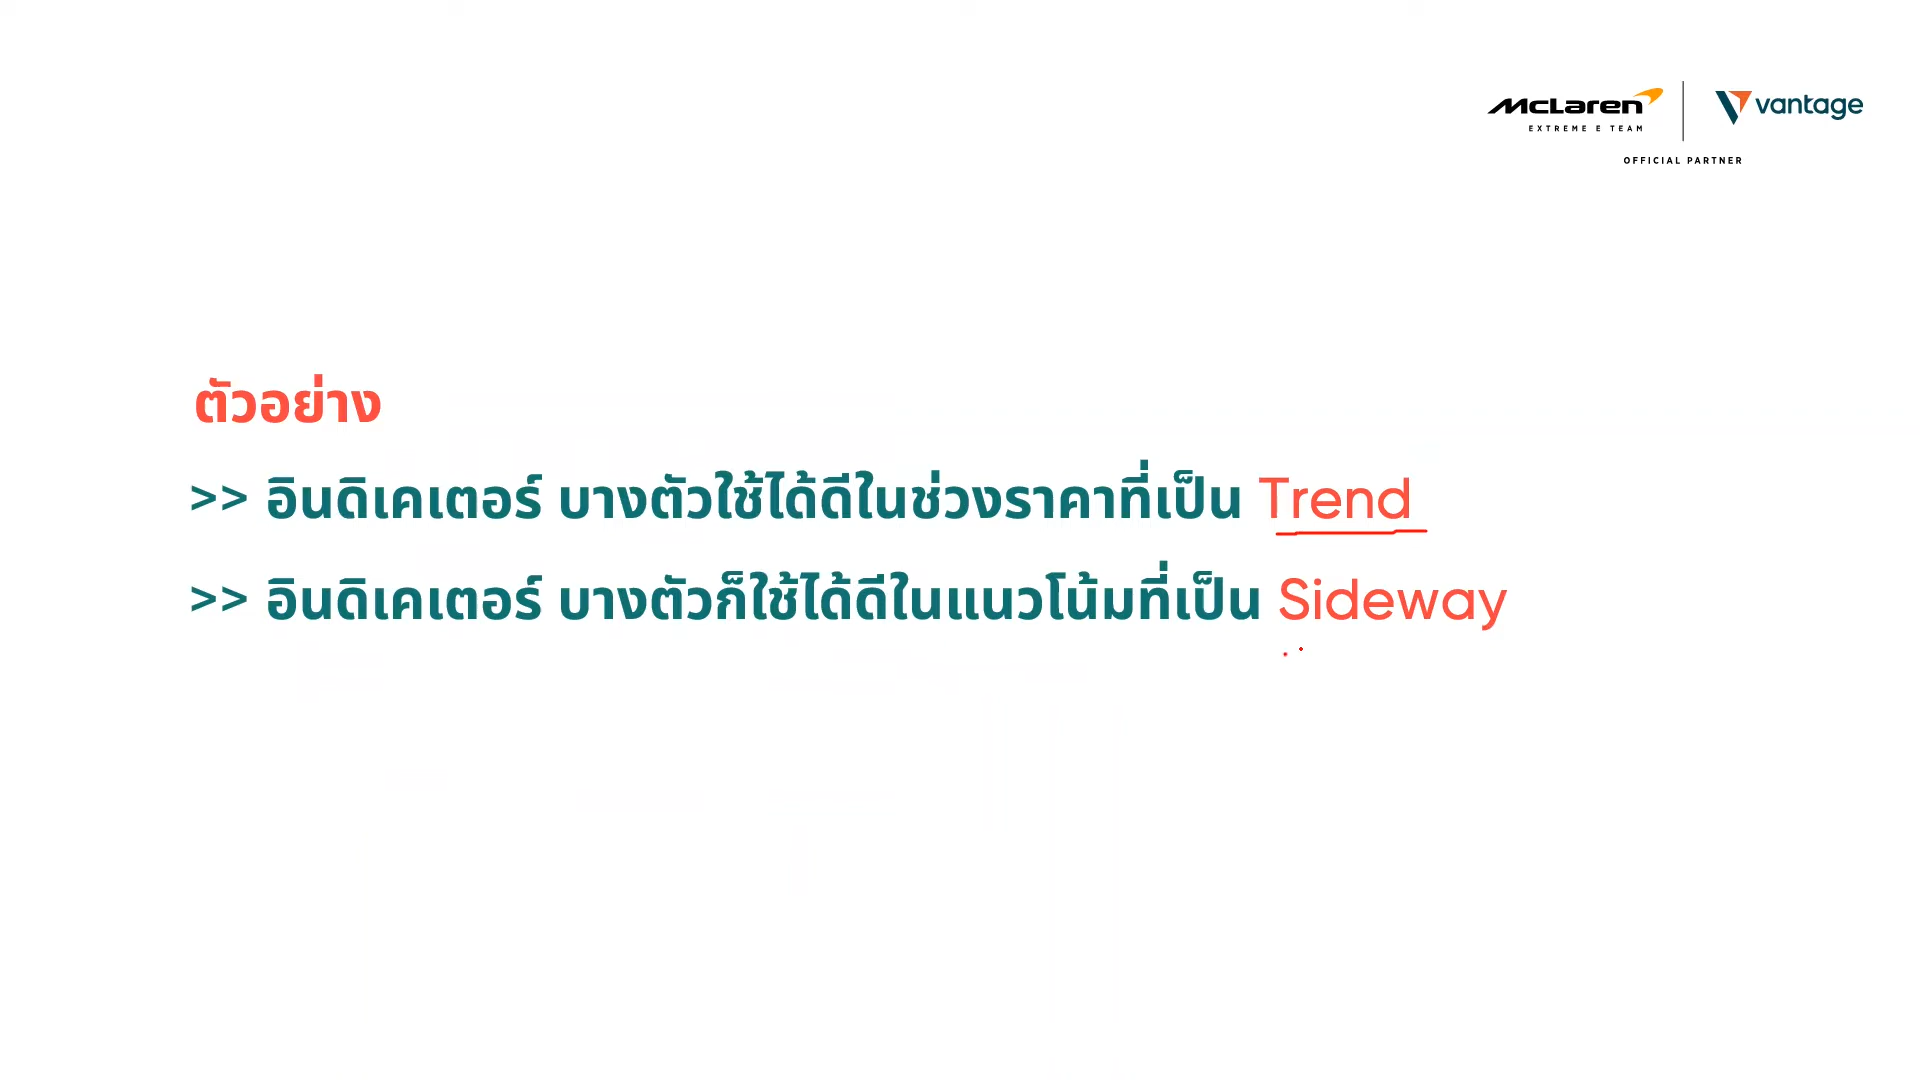 McLaren
EXTREME E TEAM
vantage
OFFICIAL PARTNER
ตัวอย่าง
>> อินดิเคเตอร์ บางตัวใช้ได้ดีในช่วงราคาที่เป็น Trend
>> อินดิเคเตอร์ บางตัวก็ใช้ได้ดีในแนวโน้มที่เป็น Sideway